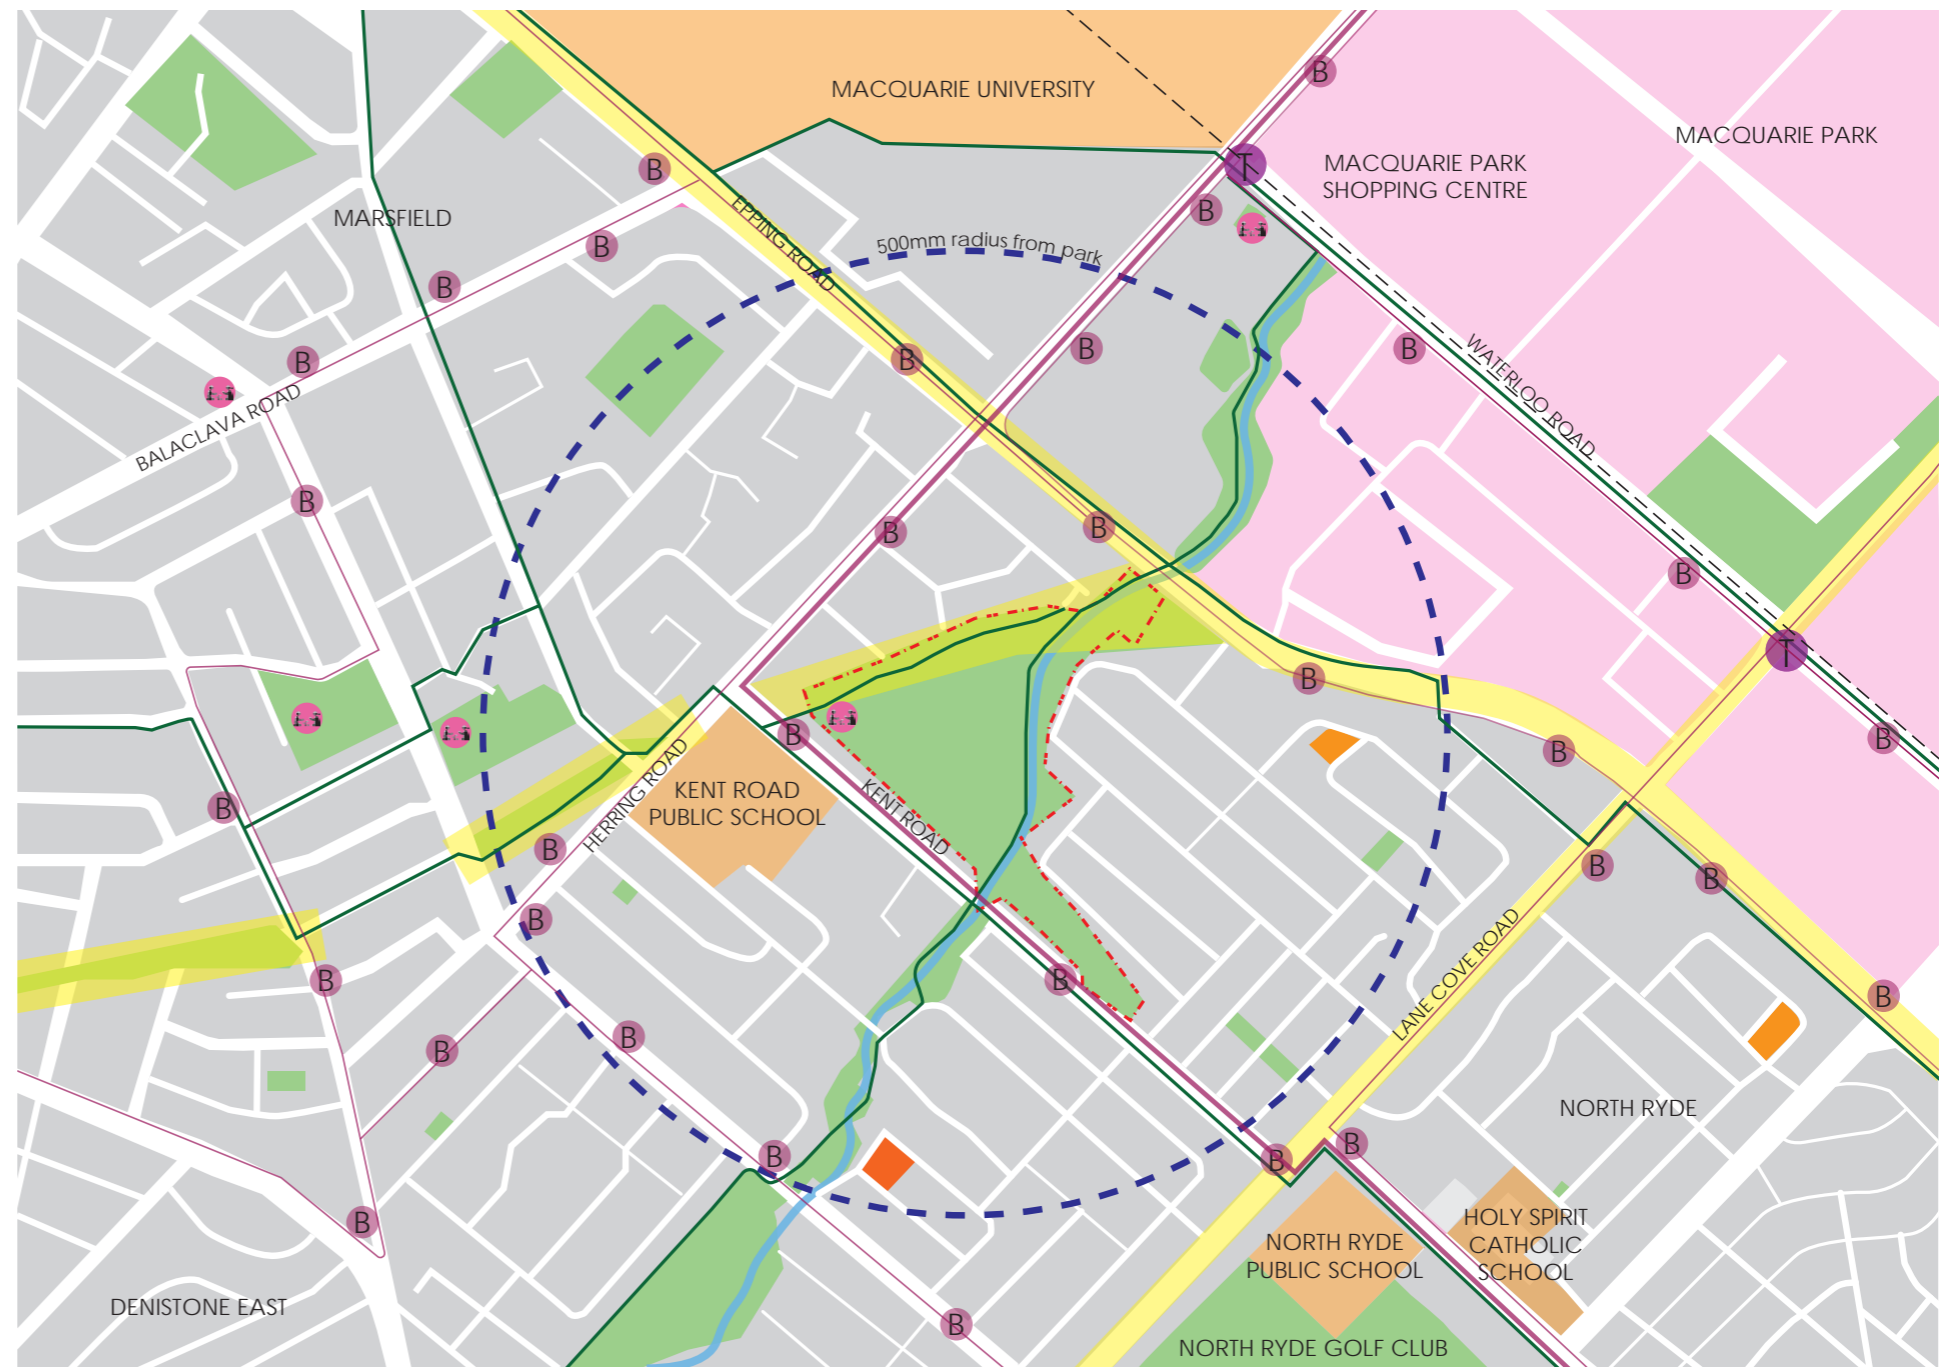 MACQUARIE UNIVERSITY
B
MACQUARIE PARK
T
MACQUARIE PARK
SHOPPING CENTRE
B
MARSFIELD
EPPING ROAD
B
B
500mm radius from park
B
B
B
B
B
WATERLOO ROAD
B
BALACLAVA ROAD
B
B
B
B
T
B
B
B
B
HERRING ROAD
KENT ROAD
PUBLIC SCHOOL
KENT ROAD
B
B
B
B
B
B
LANE COVE ROAD
B
B
B
B
B
NORTH RYDE
B
B
B
B
HOLY SPIRIT
CATHOLIC
SCHOOL
NORTH RYDE
PUBLIC SCHOOL
DENISTONE EAST
B
NORTH RYDE GOLF CLUB